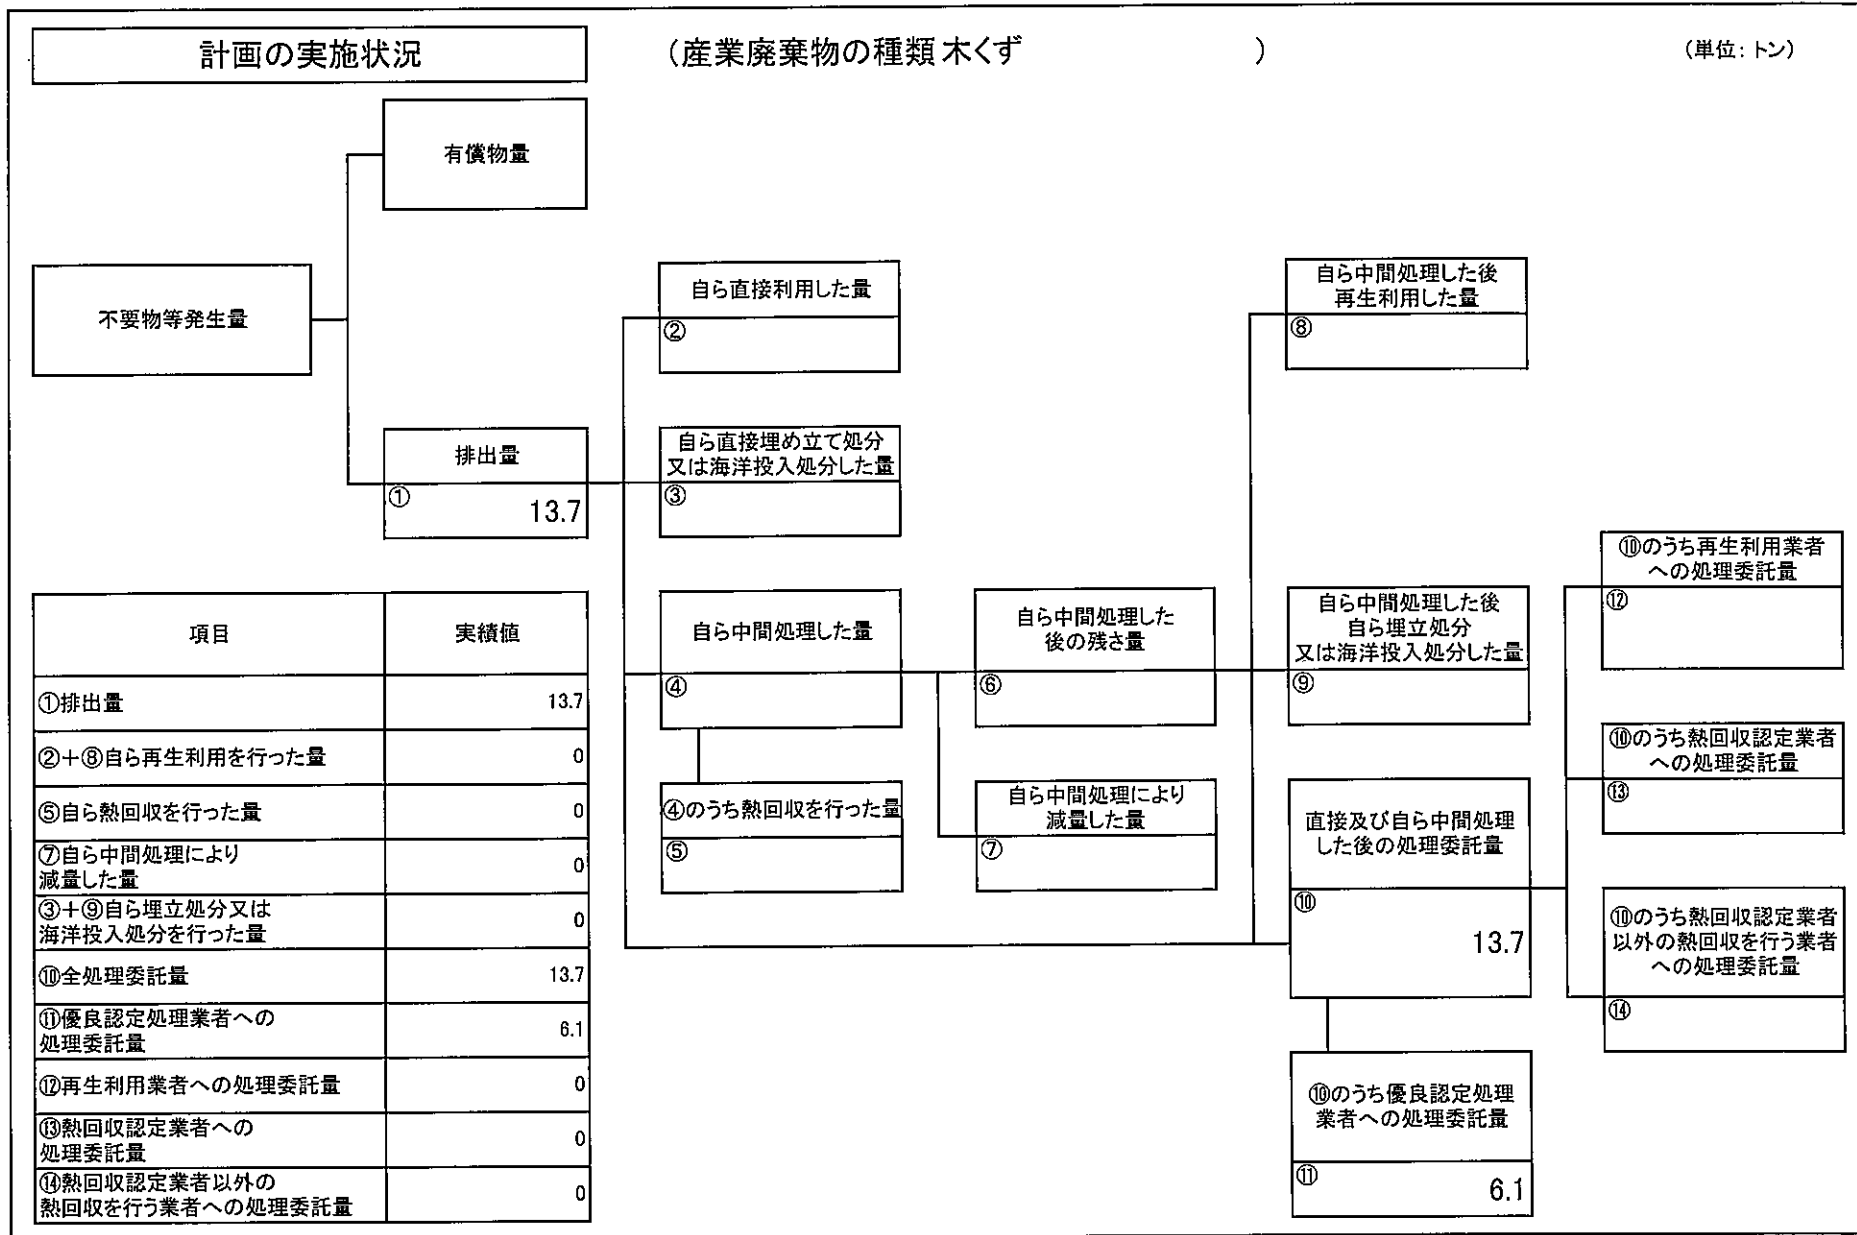 計画の実施状況
（産業廃棄物の種類 木くず　　　　　　　）
（単位：トン）
有償物量
不要物等発生量
自ら直接利用した量
②
自ら中間処理した後
再生利用した量
⑧
排出量
①
13.7
自ら直接埋め立て処分
又は海洋投入処分した量
③
⑩のうち再生利用業者
への処理委託量
⑫
自ら中間処理した量
④
自ら中間処理した
後の残さ量
⑥
自ら中間処理した後
自ら埋立処分
又は海洋投入処分した量
⑨
⑩のうち熱回収認定業者
への処理委託量
⑬
④のうち熱回収を行った量
⑤
自ら中間処理により
減量した量
⑦
直接及び自ら中間処理
した後の処理委託量
⑩
13.7
⑩のうち熱回収認定業者
以外の熱回収を行う業者
への処理委託量
⑭
⑩のうち優良認定処理
業者への処理委託量
⑪
6.1
項目 実績値
①排出量 13.7
②＋⑧自ら再生利用を行った量 0
⑤自ら熱回収を行った量 0
⑦自ら中間処理により
減量した量 0
③＋⑨自ら埋立処分又は
海洋投入処分を行った量 0
⑩全処理委託量 13.7
⑪優良認定処理業者への
処理委託量 6.1
⑫再生利用業者への処理委託量 0
⑬熱回収認定業者への
処理委託量 0
⑭熱回収認定業者以外の
熱回収を行う業者への処理委託量 0